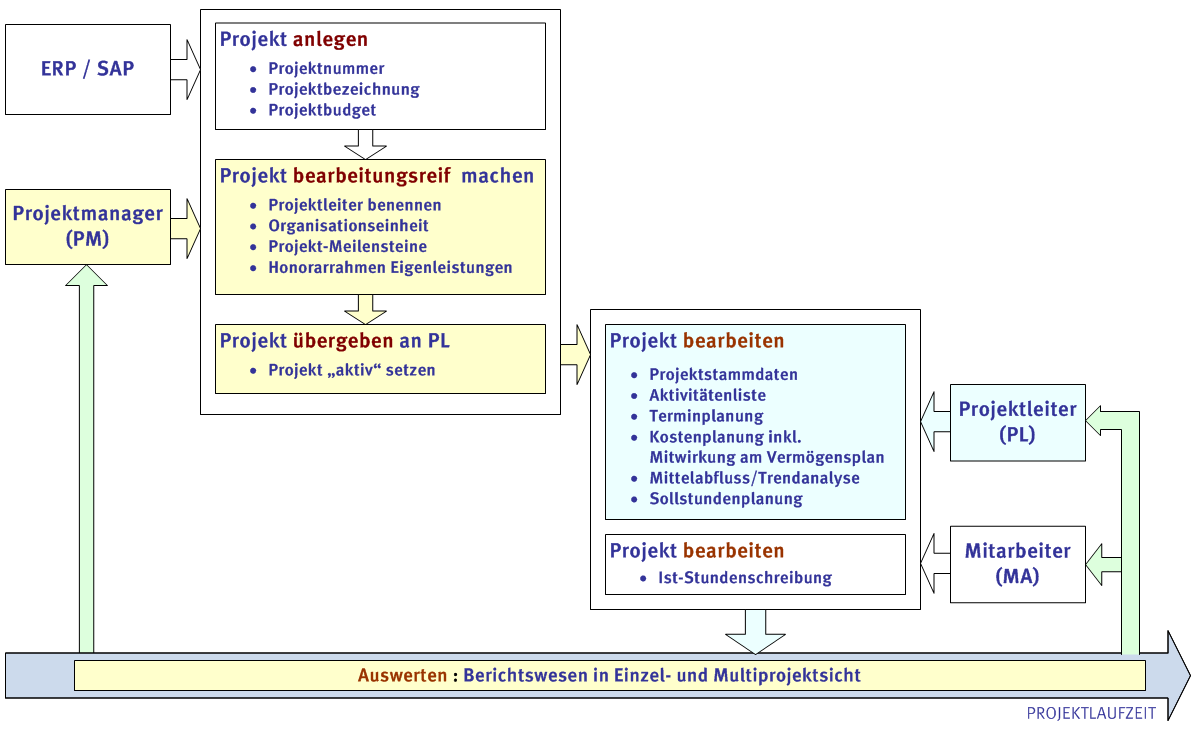 ERP / SAP
Projekt anlegen
• Projektnummer
• Projektbezeichnung
• Projektbudget
Projektmanager
(PM)
Projekt bearbeitungsreif machen
• Projektleiter benennen
• Organisationseinheit
• Projekt-Meilensteine
• Honorarrahmen Eigenleistungen
Projekt übergeben an PL
• Projekt „aktiv“ setzen
Projekt bearbeiten
• Projektstammdaten
• Aktivitätenliste
• Terminplanung
• Kostenplanung inkl.
Mitwirkung am Vermögensplan
• Mittelabfluss/Trendanalyse
• Sollstundenplanung
Projektleiter
(PL)
Projekt bearbeiten
• Ist-Stundenschreibung
Mitarbeiter
(MA)
Auswerten : Berichtswesen in Einzel- und Multiprojektsicht
PROJEKTLAUFZEIT